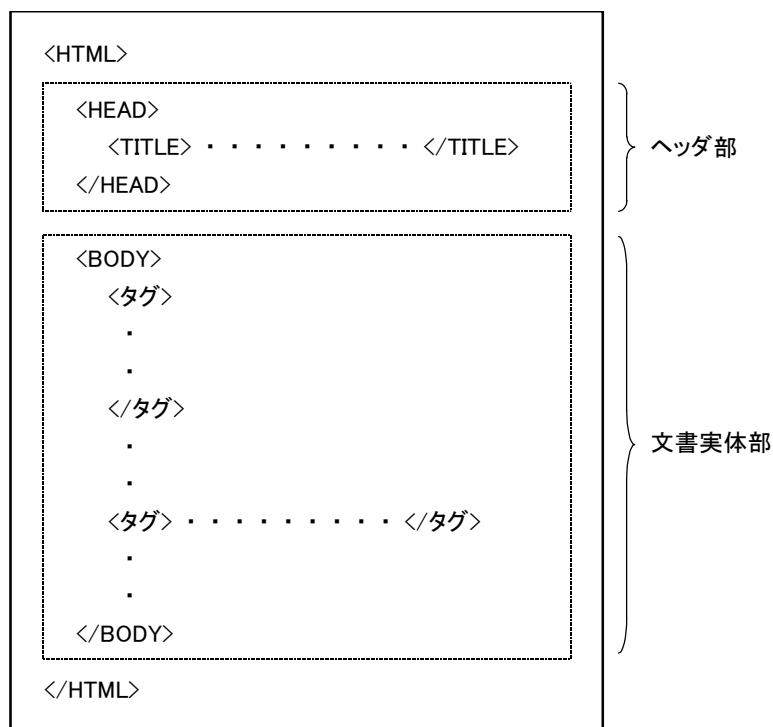 <HTML>
<HEAD>
<TITLE> ・ ・ ・ ・ ・ ・ ・ ・ ・ </TITLE>
</HEAD>
ヘッダ部
<BODY>
<タグ>
・
・
</タグ>
・
・
<タグ> ・ ・ ・ ・ ・ ・ ・ ・ ・ </タグ>
・
・
</BODY>
文書実体部
</HTML>